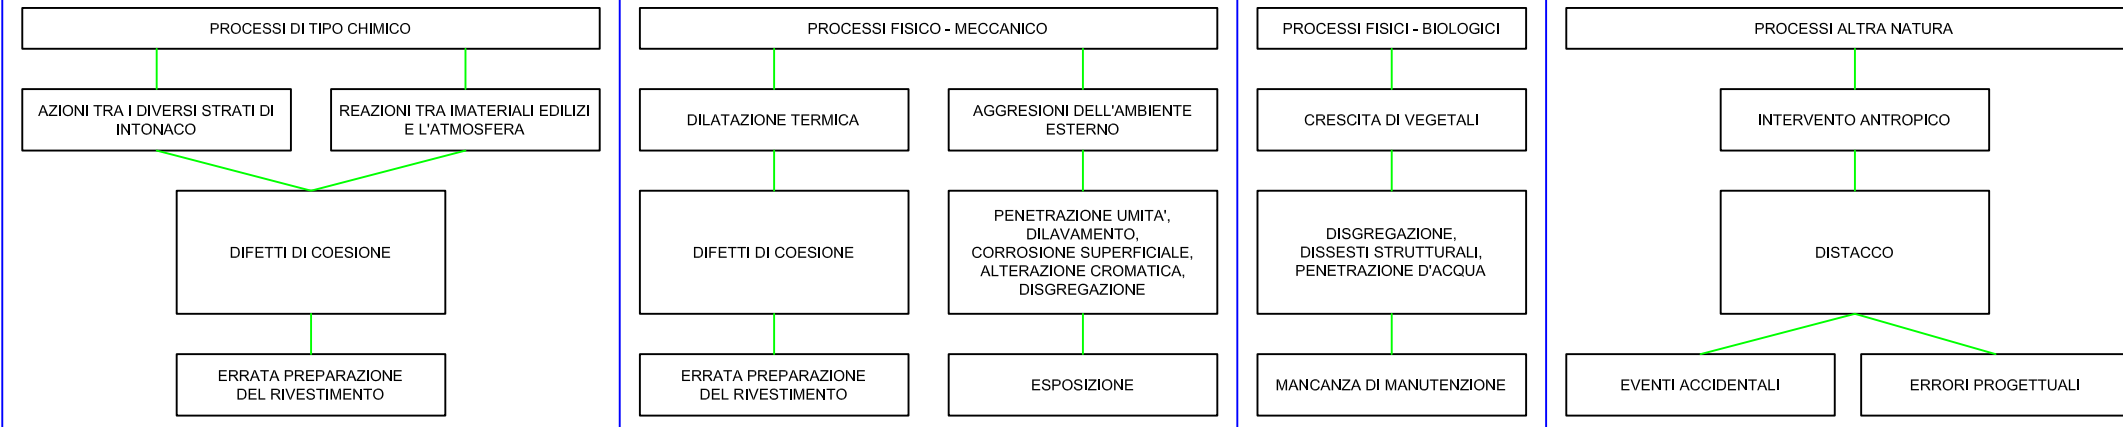 PROCESSI DI TIPO CHIMICO
AZIONI TRA I DIVERSI STRATI DI
INTONACO
REAZIONI TRA IMATERIALI EDILIZI
E L'ATMOSFERA
DIFETTI DI COESIONE
ERRATA PREPARAZIONE
DEL RIVESTIMENTO
PROCESSI FISICO - MECCANICO
DILATAZIONE TERMICA
AGGRESIONI DELL'AMBIENTE
ESTERNO
DIFETTI DI COESIONE
PENETRAZIONE UMITA',
DILAVAMENTO,
CORROSIONE SUPERFICIALE,
ALTERAZIONE CROMATICA,
DISGREGAZIONE
ERRATA PREPARAZIONE
DEL RIVESTIMENTO
ESPOSIZIONE
PROCESSI FISICI - BIOLOGICI
CRESCITA DI VEGETALI
DISGREGAZIONE,
DISSESTI STRUTTURALI,
PENETRAZIONE D'ACQUA
MANCANZA DI MANUTENZIONE
PROCESSI ALTRA NATURA
INTERVENTO ANTROPICO
DISTACCO
EVENTI ACCIDENTALI
ERRORI PROGETTUALI